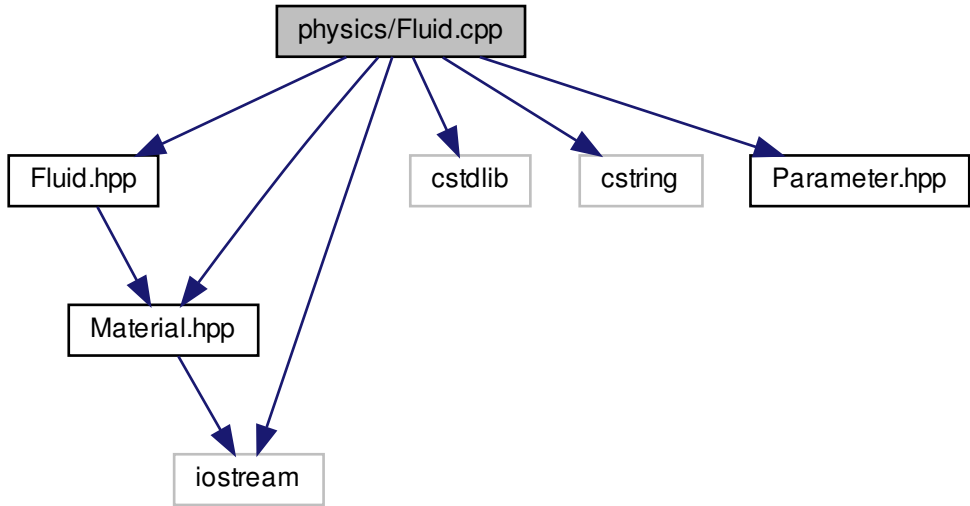 physics/Fluid.cpp
Fluid.hpp
cstdlib
cstring
Parameter.hpp
Material.hpp
iostream